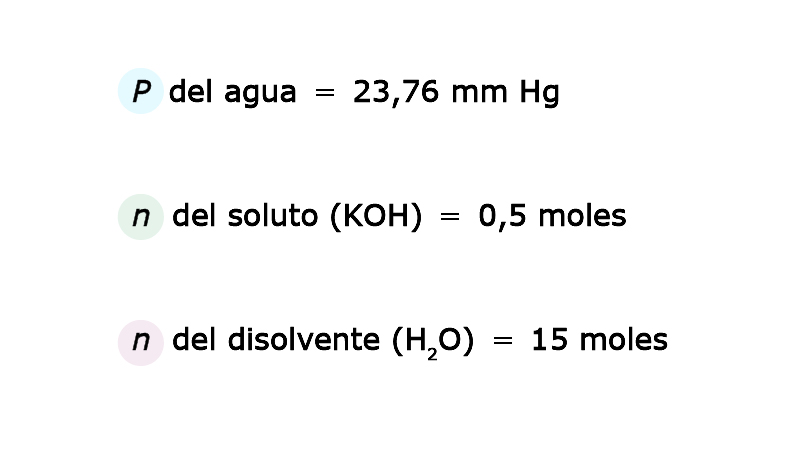 P del agua = 23,76 mm Hg
n del soluto (KOH) = 0,5 moles
n del disolvente (H₂O) = 15 moles